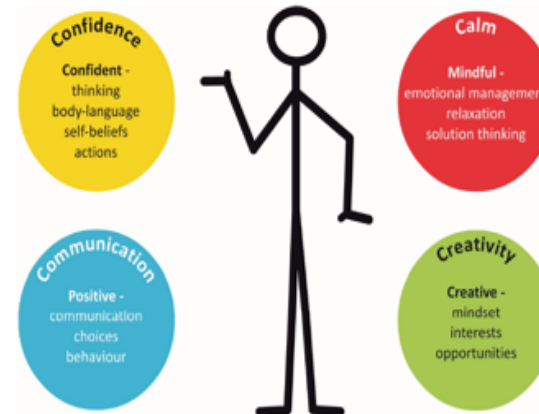 Confidence
Confident -
thinking
body-language
self-beliefs
actions
Calm
Mindful -
emotional management
relaxation
solution thinking
Communication
Positive -
communication
choices
behaviour
Creativity
Creative -
mindset
interests
opportunities